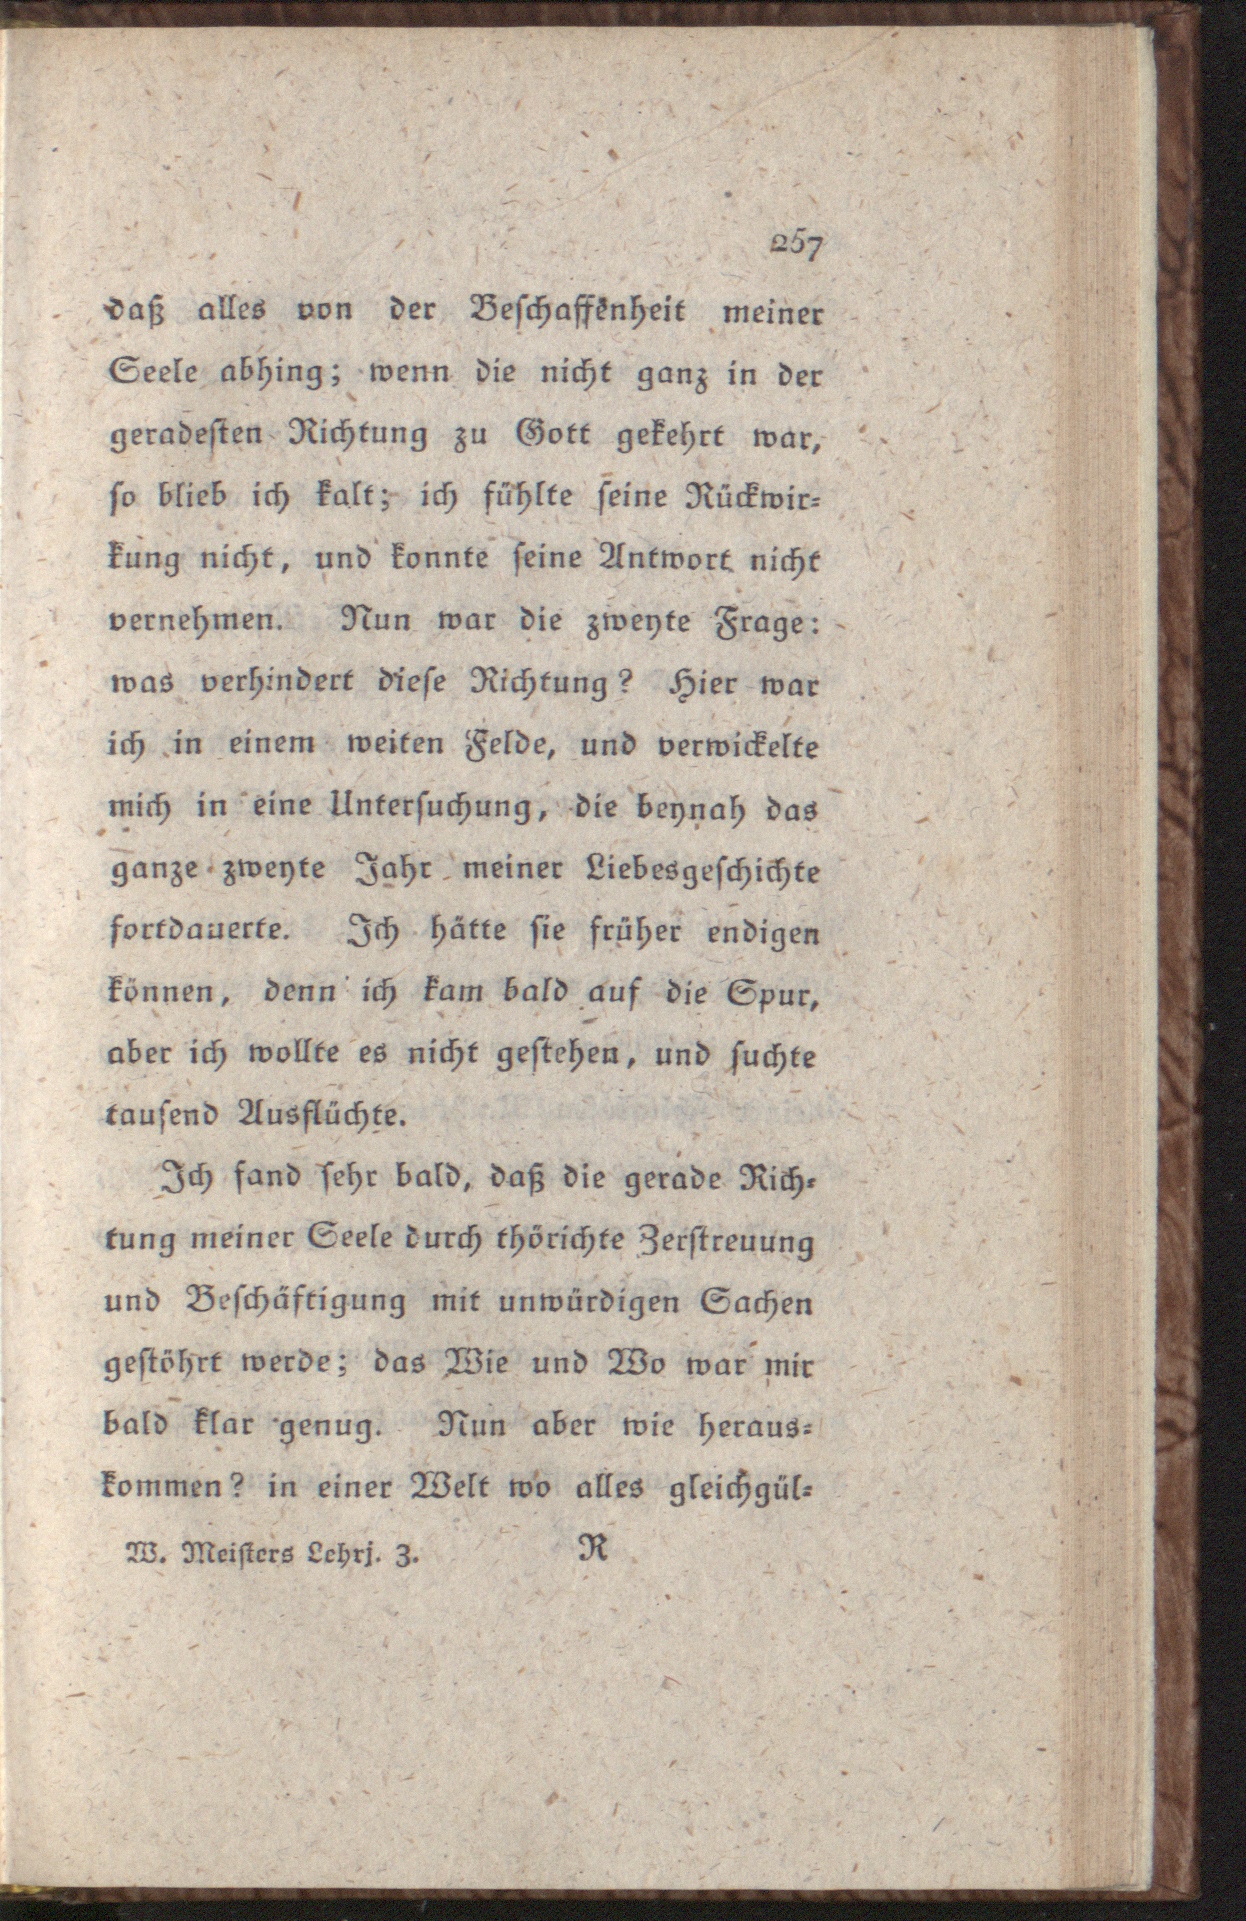 257
daß alles von der Beschaffenheit meiner
Seele abhing; wenn die nicht ganz in der
geradesten Richtung zu Gott gekehrt war,
so blieb ich kalt; ich fühlte seine Rückwir-
kung nicht, und konnte seine Antwort nicht
vernehmen. Nun war die zweyte Frage:
was verhindert diese Richtung? Hier war
ich in einem weiten Felde, und verwickelte
mich in eine Untersuchung, die beynah das
ganze zweyte Jahr meiner Liebesgeschichte
fortdauerte. Ich hätte sie früher endigen
können, denn ich kam bald auf die Spur,
aber ich wollte es nicht gestehen, und suchte
tausend Ausflüchte.
Ich fand sehr bald, daß die gerade Rich-
tung meiner Seele durch thörichte Zerstreuung
und Beschäftigung mit unwürdigen Sachen
gestöhrt werde; das Wie und Wo war mir
bald klar genug. Nun aber wie heraus-
kommen? in einer Welt wo alles gleichgül-
W. Meisters Lehrj. 3. R